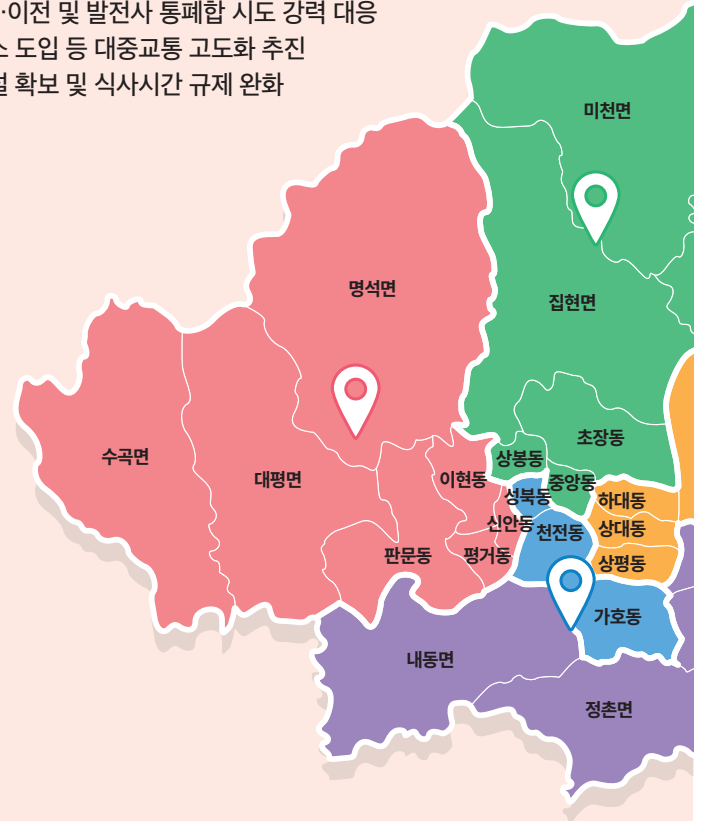 ·이전 및 발전사 통폐합 시도 강력 대응
도입 등 대중교통 고도화 추진
확보 및 식사시간 규제 완화
미천면
명석면
집현면
초장동
수곡면
대평면
이현동
상봉동
중앙동
성북동
하대동
신안동
천전동
상대동
판문동
평거동
상평동
가호동
내동면
정촌면